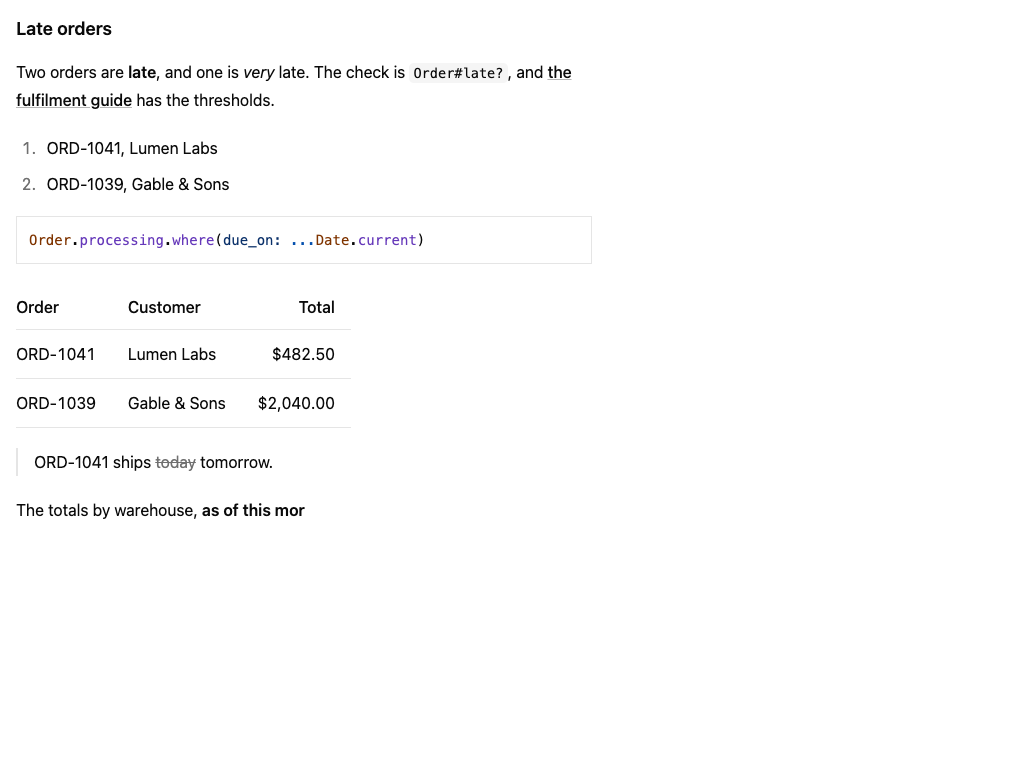 Late orders
Two orders are late, and one is very late. The check is Order#late?, and the
fulfilment guide has the thresholds.
1. ORD-1041, Lumen Labs
2. ORD-1039, Gable & Sons
Order.processing.where(due_on: ...Date.current)
Order Customer Total
ORD-1041 Lumen Labs $482.50
ORD-1039 Gable & Sons $2,040.00
ORD-1041 ships today tomorrow.
The totals by warehouse, as of this mor